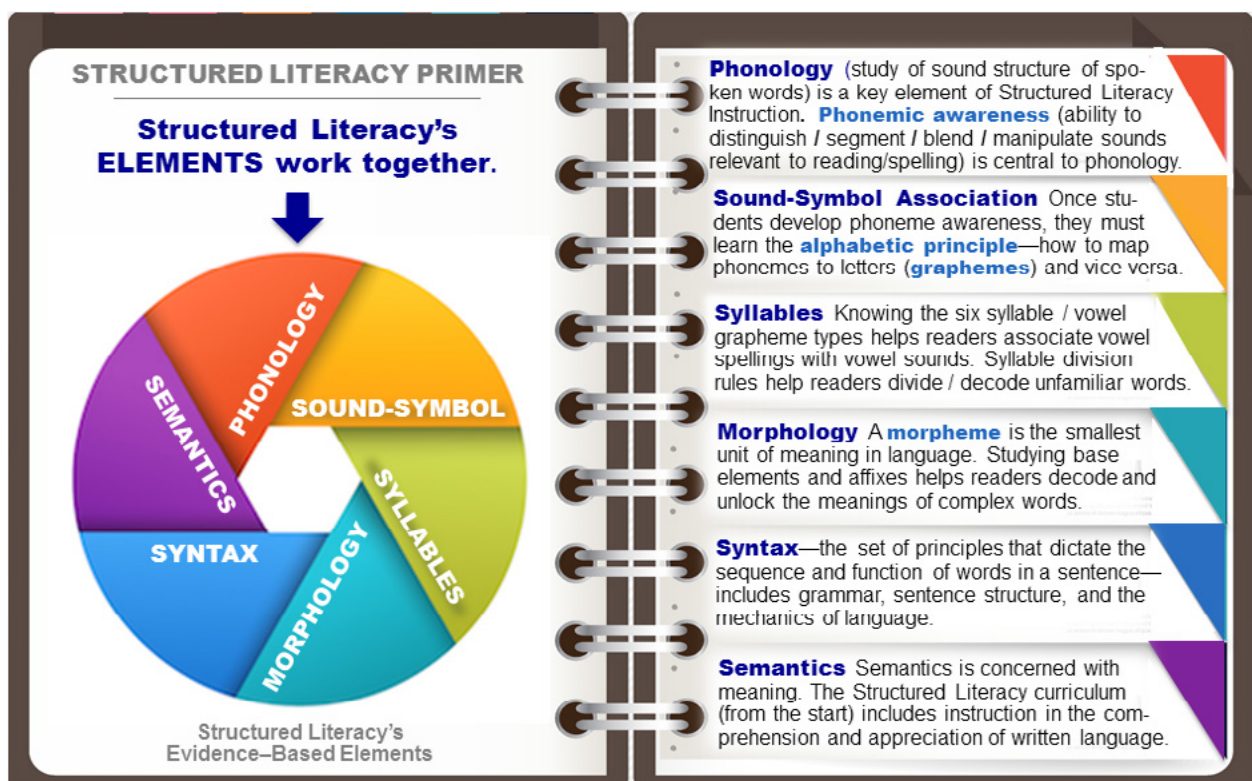 STRUCTURED LITERACY PRIMER
Structured Literacy's
ELEMENTS work together.
PHONOLOGY
SOUND-SYMBOL
SYLLABLES
MORPHOLOGY
SYNTAX
SEMANTICS
Structured Literacy's
Evidence–Based Elements
Phonology (study of sound structure of spo-
ken words) is a key element of Structured Literacy
Instruction. Phonemic awareness (ability to
distinguish / segment / blend / manipulate sounds
relevant to reading/spelling) is central to phonology.
Sound-Symbol Association Once stu-
dents develop phoneme awareness, they must
learn the alphabetic principle—how to map
phonemes to letters (graphemes) and vice versa.
Syllables Knowing the six syllable / vowel
grapheme types helps readers associate vowel
spellings with vowel sounds. Syllable division
rules help readers divide / decode unfamiliar words.
Morphology A morpheme is the smallest
unit of meaning in language. Studying base
elements and affixes helps readers decode and
unlock the meanings of complex words.
Syntax—the set of principles that dictate the
sequence and function of words in a sentence—
includes grammar, sentence structure, and the
mechanics of language.
Semantics Semantics is concerned with
meaning. The Structured Literacy curriculum
(from the start) includes instruction in the com-
prehension and appreciation of written language.